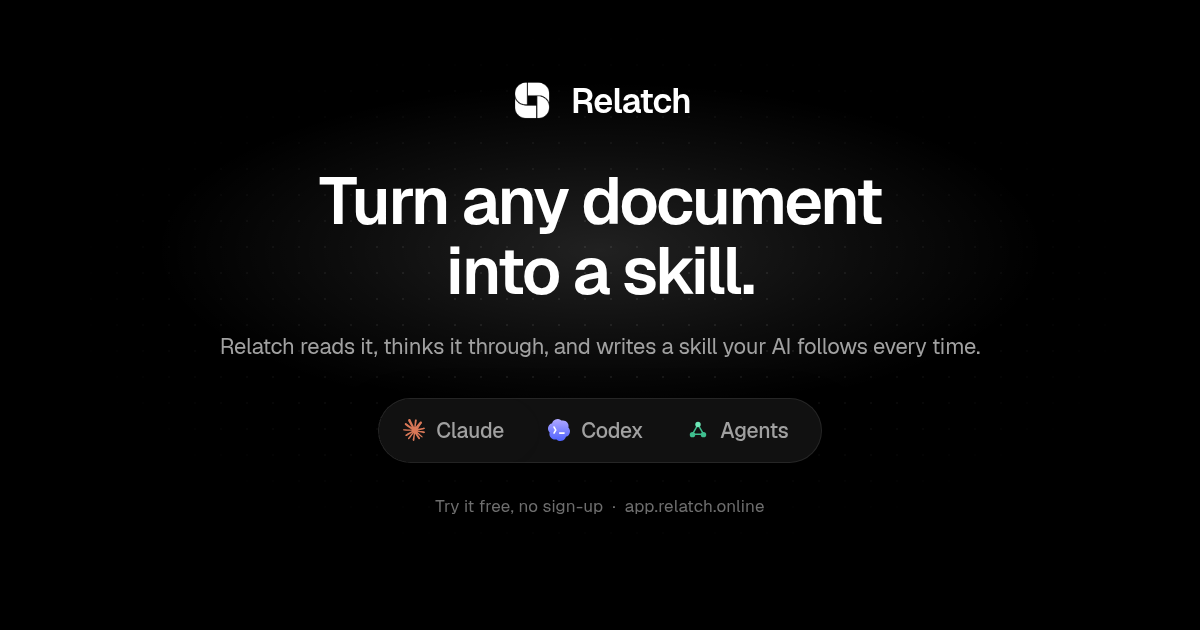 Relatch
Turn any document
into a skill.
Relatch reads it, thinks it through, and writes a skill your AI follows every time.
Claude Codex Agents
Try it free, no sign-up · app.relatch.online